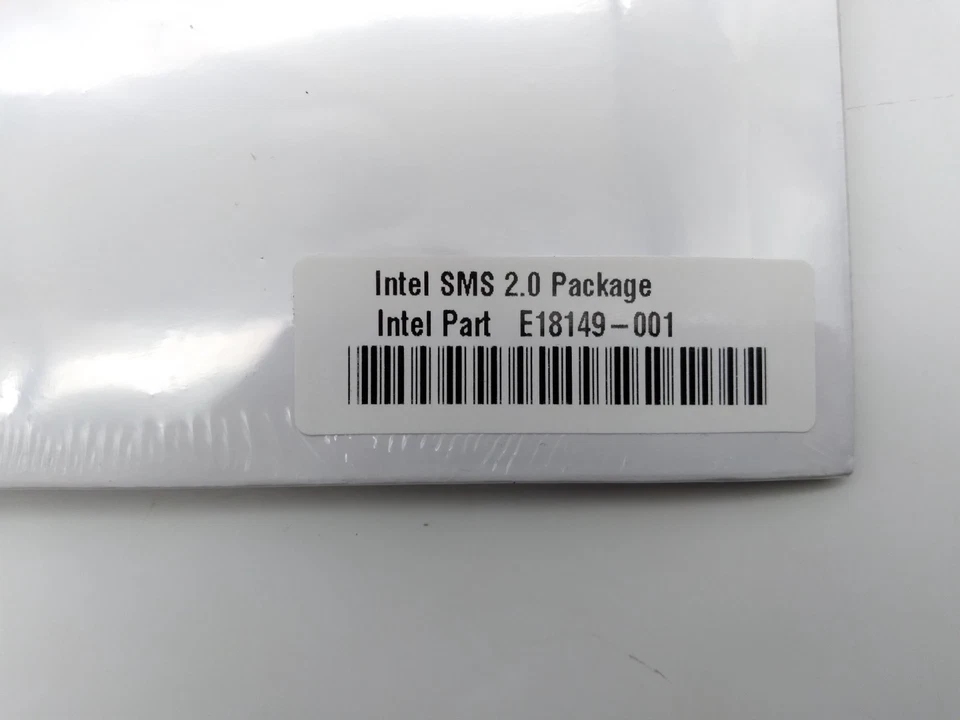 Intel SMS 2.0 Package
Intel Part E18149-001